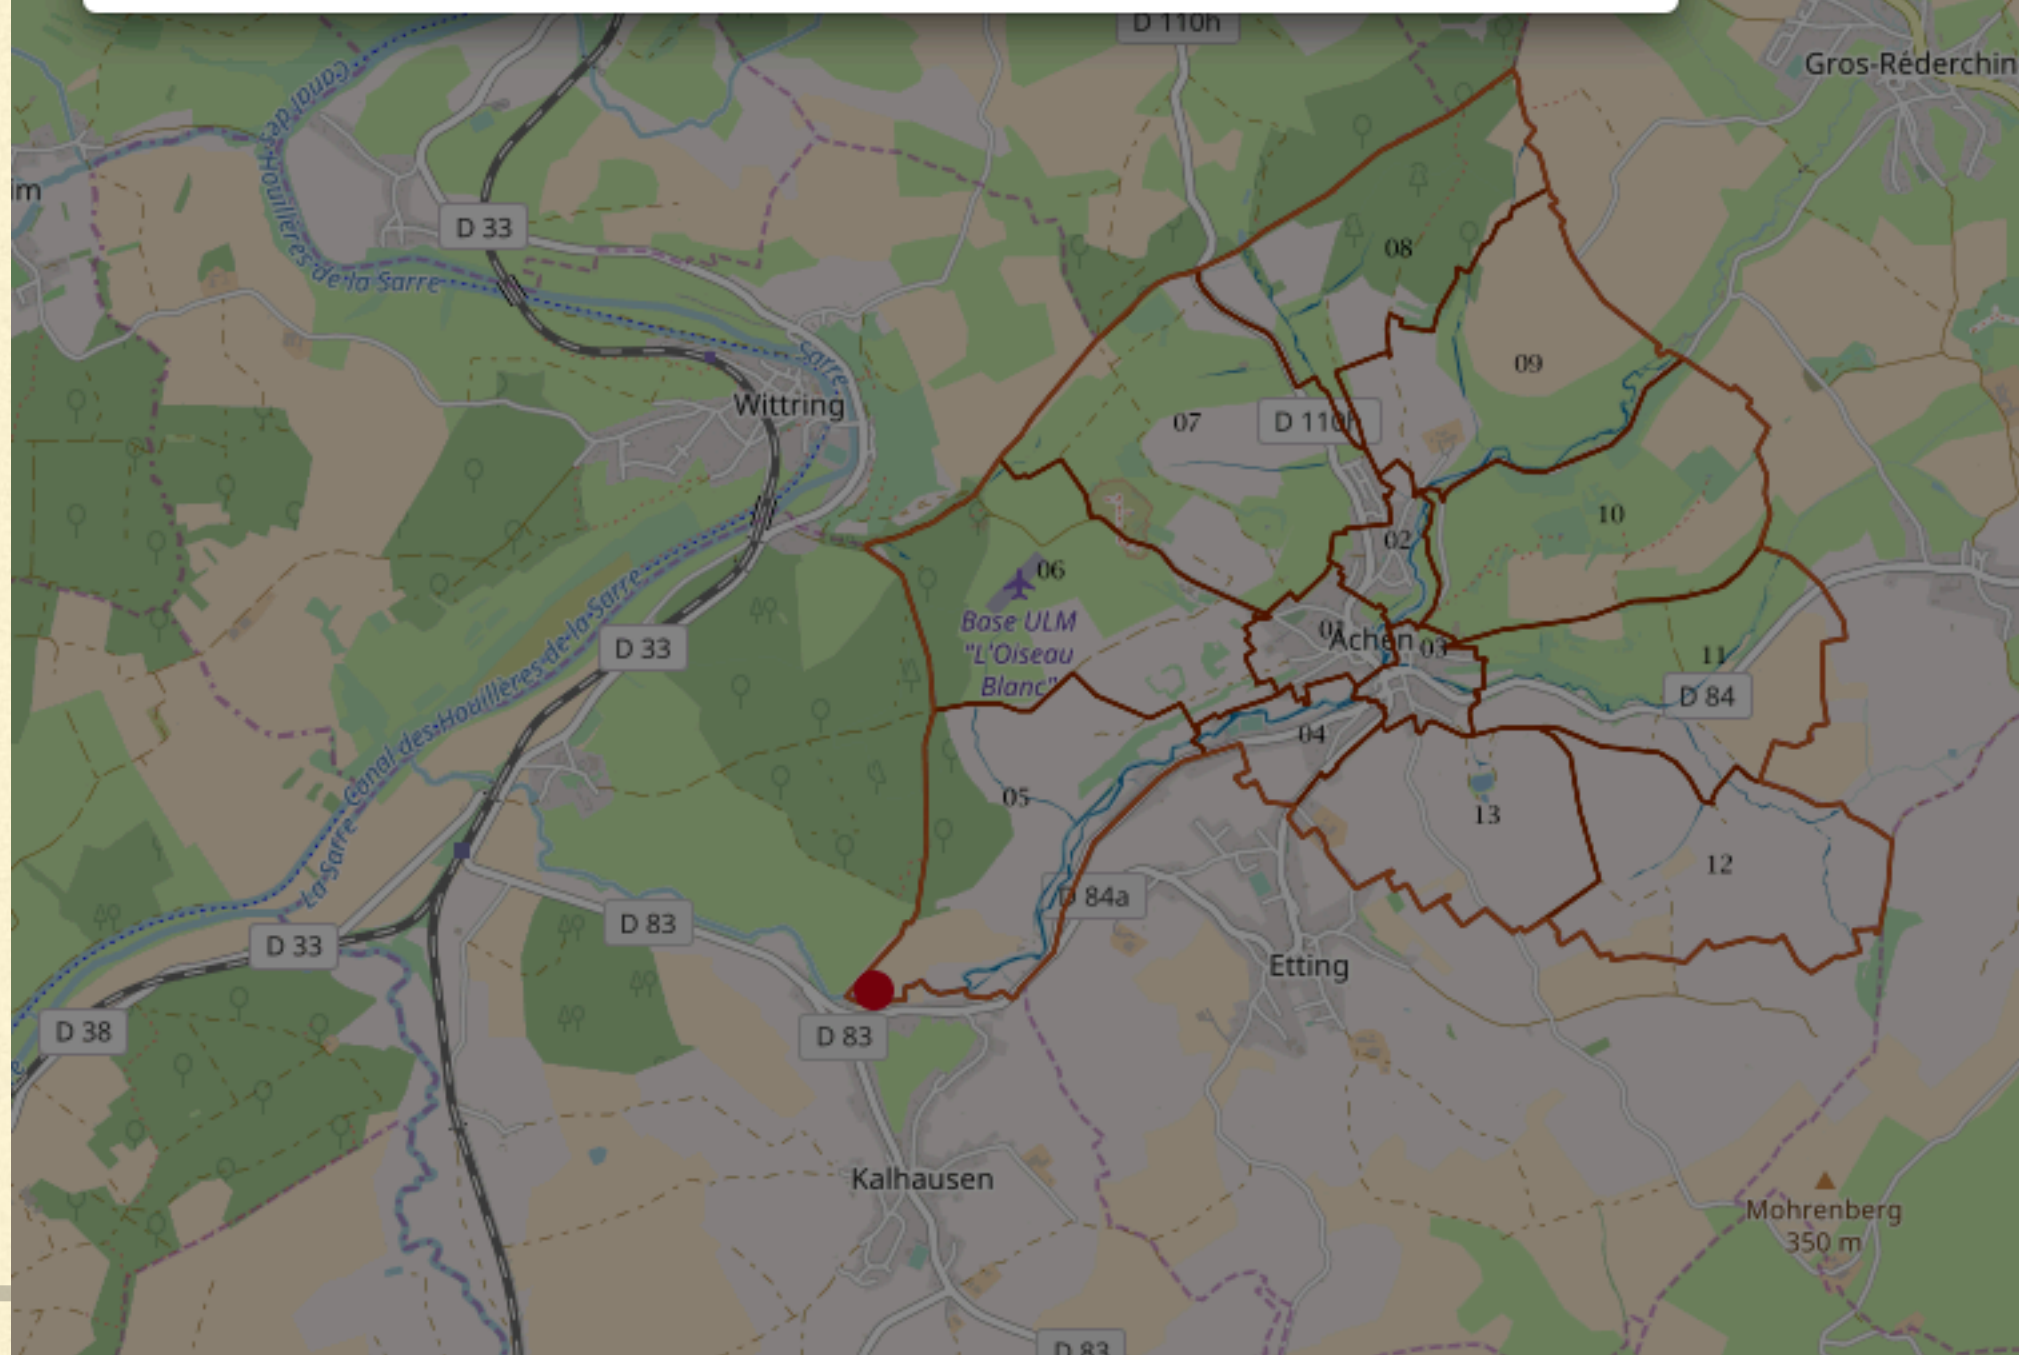 D 110h
Gros-Réderchin
Canal des Houillères de la Sarre
im
D 33
08
Sarre
09
Wittring
07
D 110h
10
02
06
Base ULM
"L'Oiseau
Blanc"
Achen
03
D 33
11
D 84
Canal des Houillères de la Sarre
04
05
13
12
La Sarre
D 84a
D 83
D 33
Etting
D 38
D 83
Kalhausen
Mohrenberg
350 m
D 83